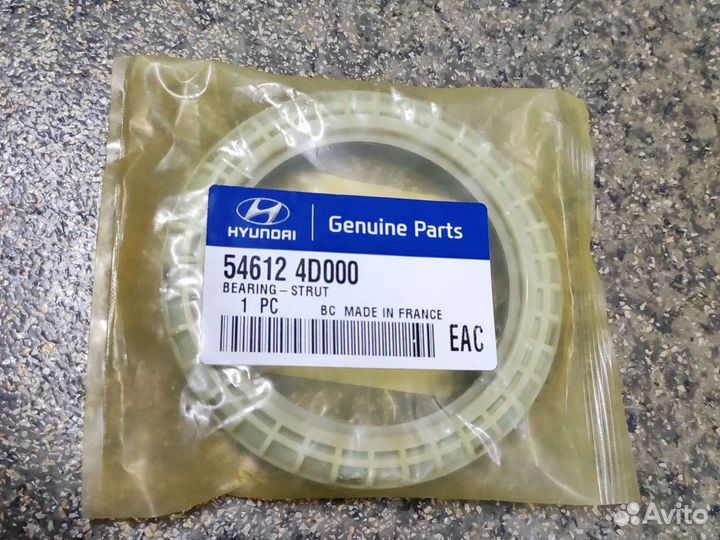 HYUNDAI
Genuine Parts
54612 4D000
BEARING-STRUT
1 PC BC MADE IN FRANCE
EAC
Avito